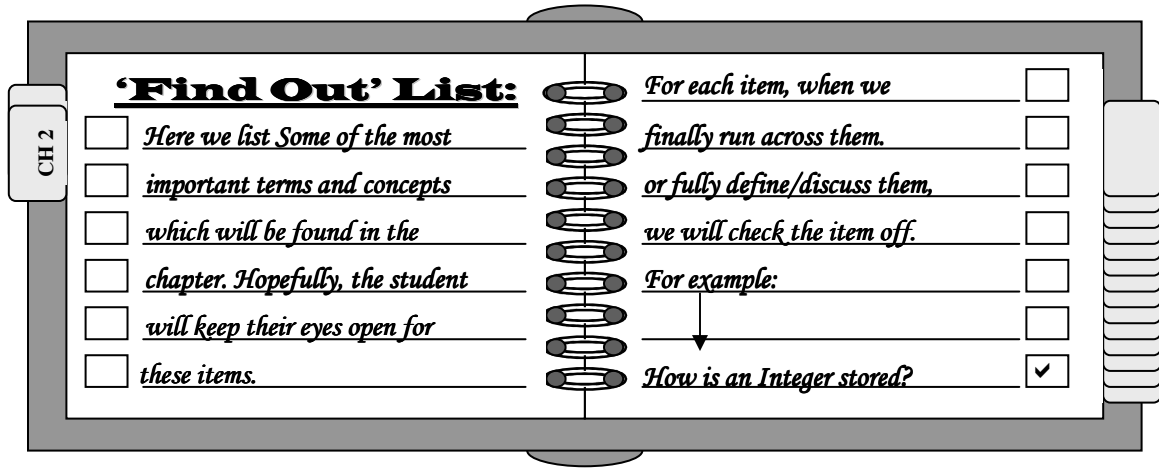 ‘Find Out’ List:
Here we list Some of the most
important terms and concepts
which will be found in the
chapter. Hopefully, the student
will keep their eyes open for
these items.
For each item, when we
finally run across them.
or fully define/discuss them,
we will check the item off.
For example:
How is an Integer stored?
CH 2